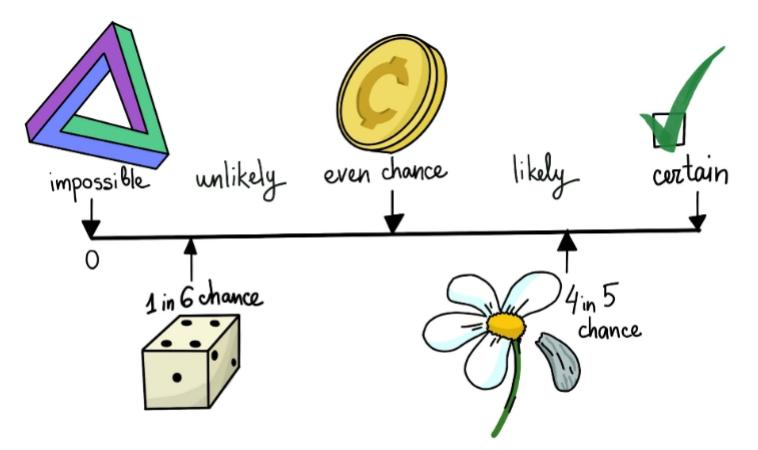 ¢
impossible
unlikely
even chance
likely
certain
0
1 in 6 chance
4 in 5
chance